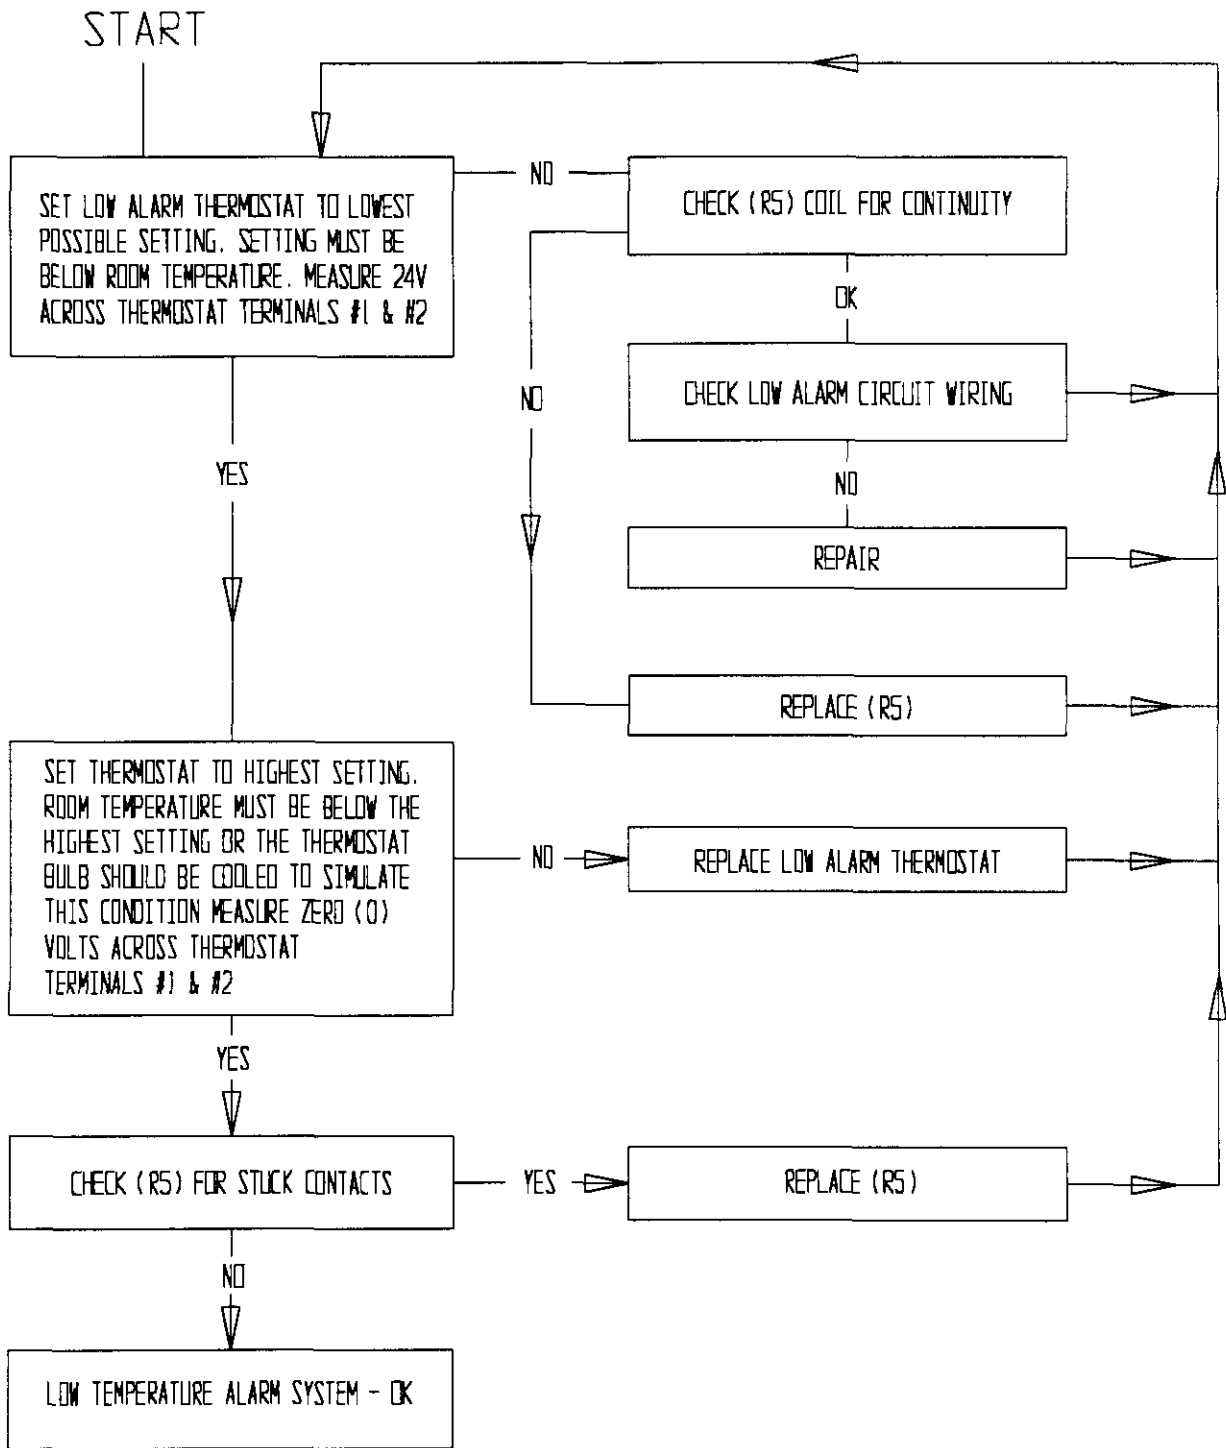 START
SET LOW ALARM THERMOSTAT TO LOWEST
POSSIBLE SETTING. SETTING MUST BE
BELOW ROOM TEMPERATURE. MEASURE 24V
ACROSS THERMOSTAT TERMINALS #1 & #2
NO
CHECK (R5) COIL FOR CONTINUITY
OK
NO
CHECK LOW ALARM CIRCUIT WIRING
YES
NO
REPAIR
REPLACE (R5)
SET THERMOSTAT TO HIGHEST SETTING.
ROOM TEMPERATURE MUST BE BELOW THE
HIGHEST SETTING OR THE THERMOSTAT
BULB SHOULD BE COOLED TO SIMULATE
THIS CONDITION MEASURE ZERO (0)
VOLTS ACROSS THERMOSTAT
TERMINALS #1 & #2
NO
REPLACE LOW ALARM THERMOSTAT
YES
CHECK (R5) FOR STUCK CONTACTS
YES
REPLACE (R5)
NO
LOW TEMPERATURE ALARM SYSTEM - OK